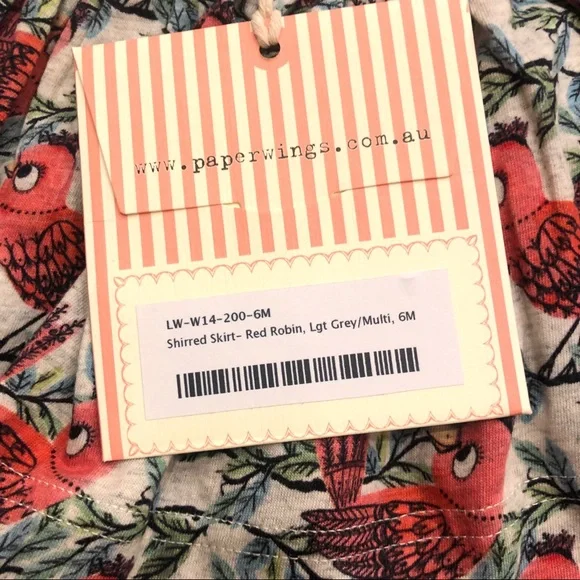 www.paperwings.com.au
LW-W14-200-6M
Shirred Skirt- Red Robin, Lgt Grey/Multi, 6M